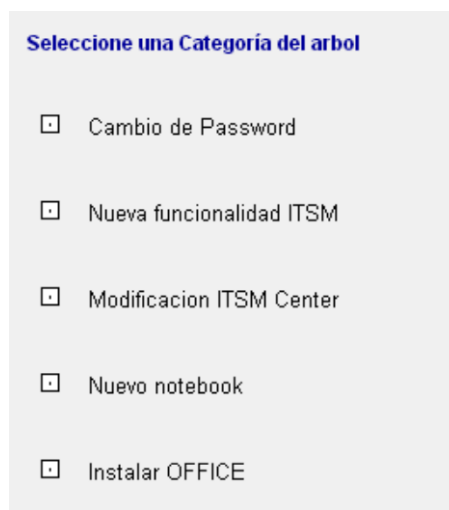 Seleccione una Categoría del arbol
Cambio de Password
Nueva funcionalidad ITSM
Modificacion ITSM Center
Nuevo notebook
Instalar OFFICE